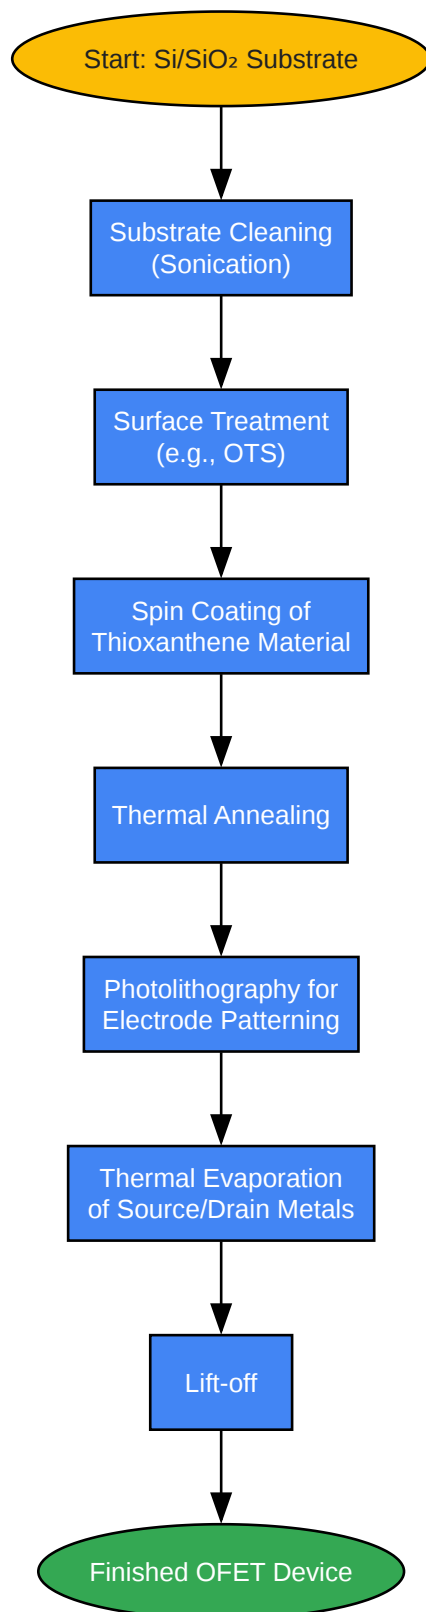 Start: Si/SiO₂ Substrate
Substrate Cleaning
(Sonication)
Surface Treatment
(e.g., OTS)
Spin Coating of
Thioxanthene Material
Thermal Annealing
Photolithography for
Electrode Patterning
Thermal Evaporation
of Source/Drain Metals
Lift-off
Finished OFET Device